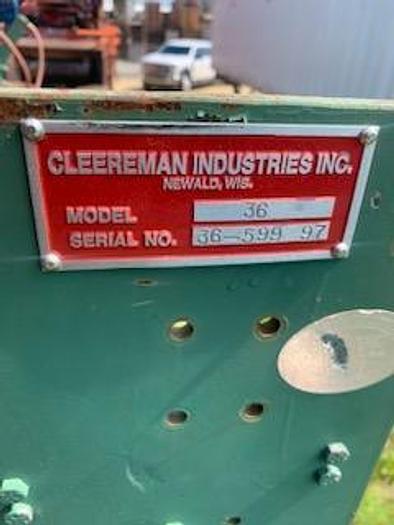 CLEEREMAN INDUSTRIES INC.
NEWALD, WIS.
MODEL 36
SERIAL NO. 36-599 97